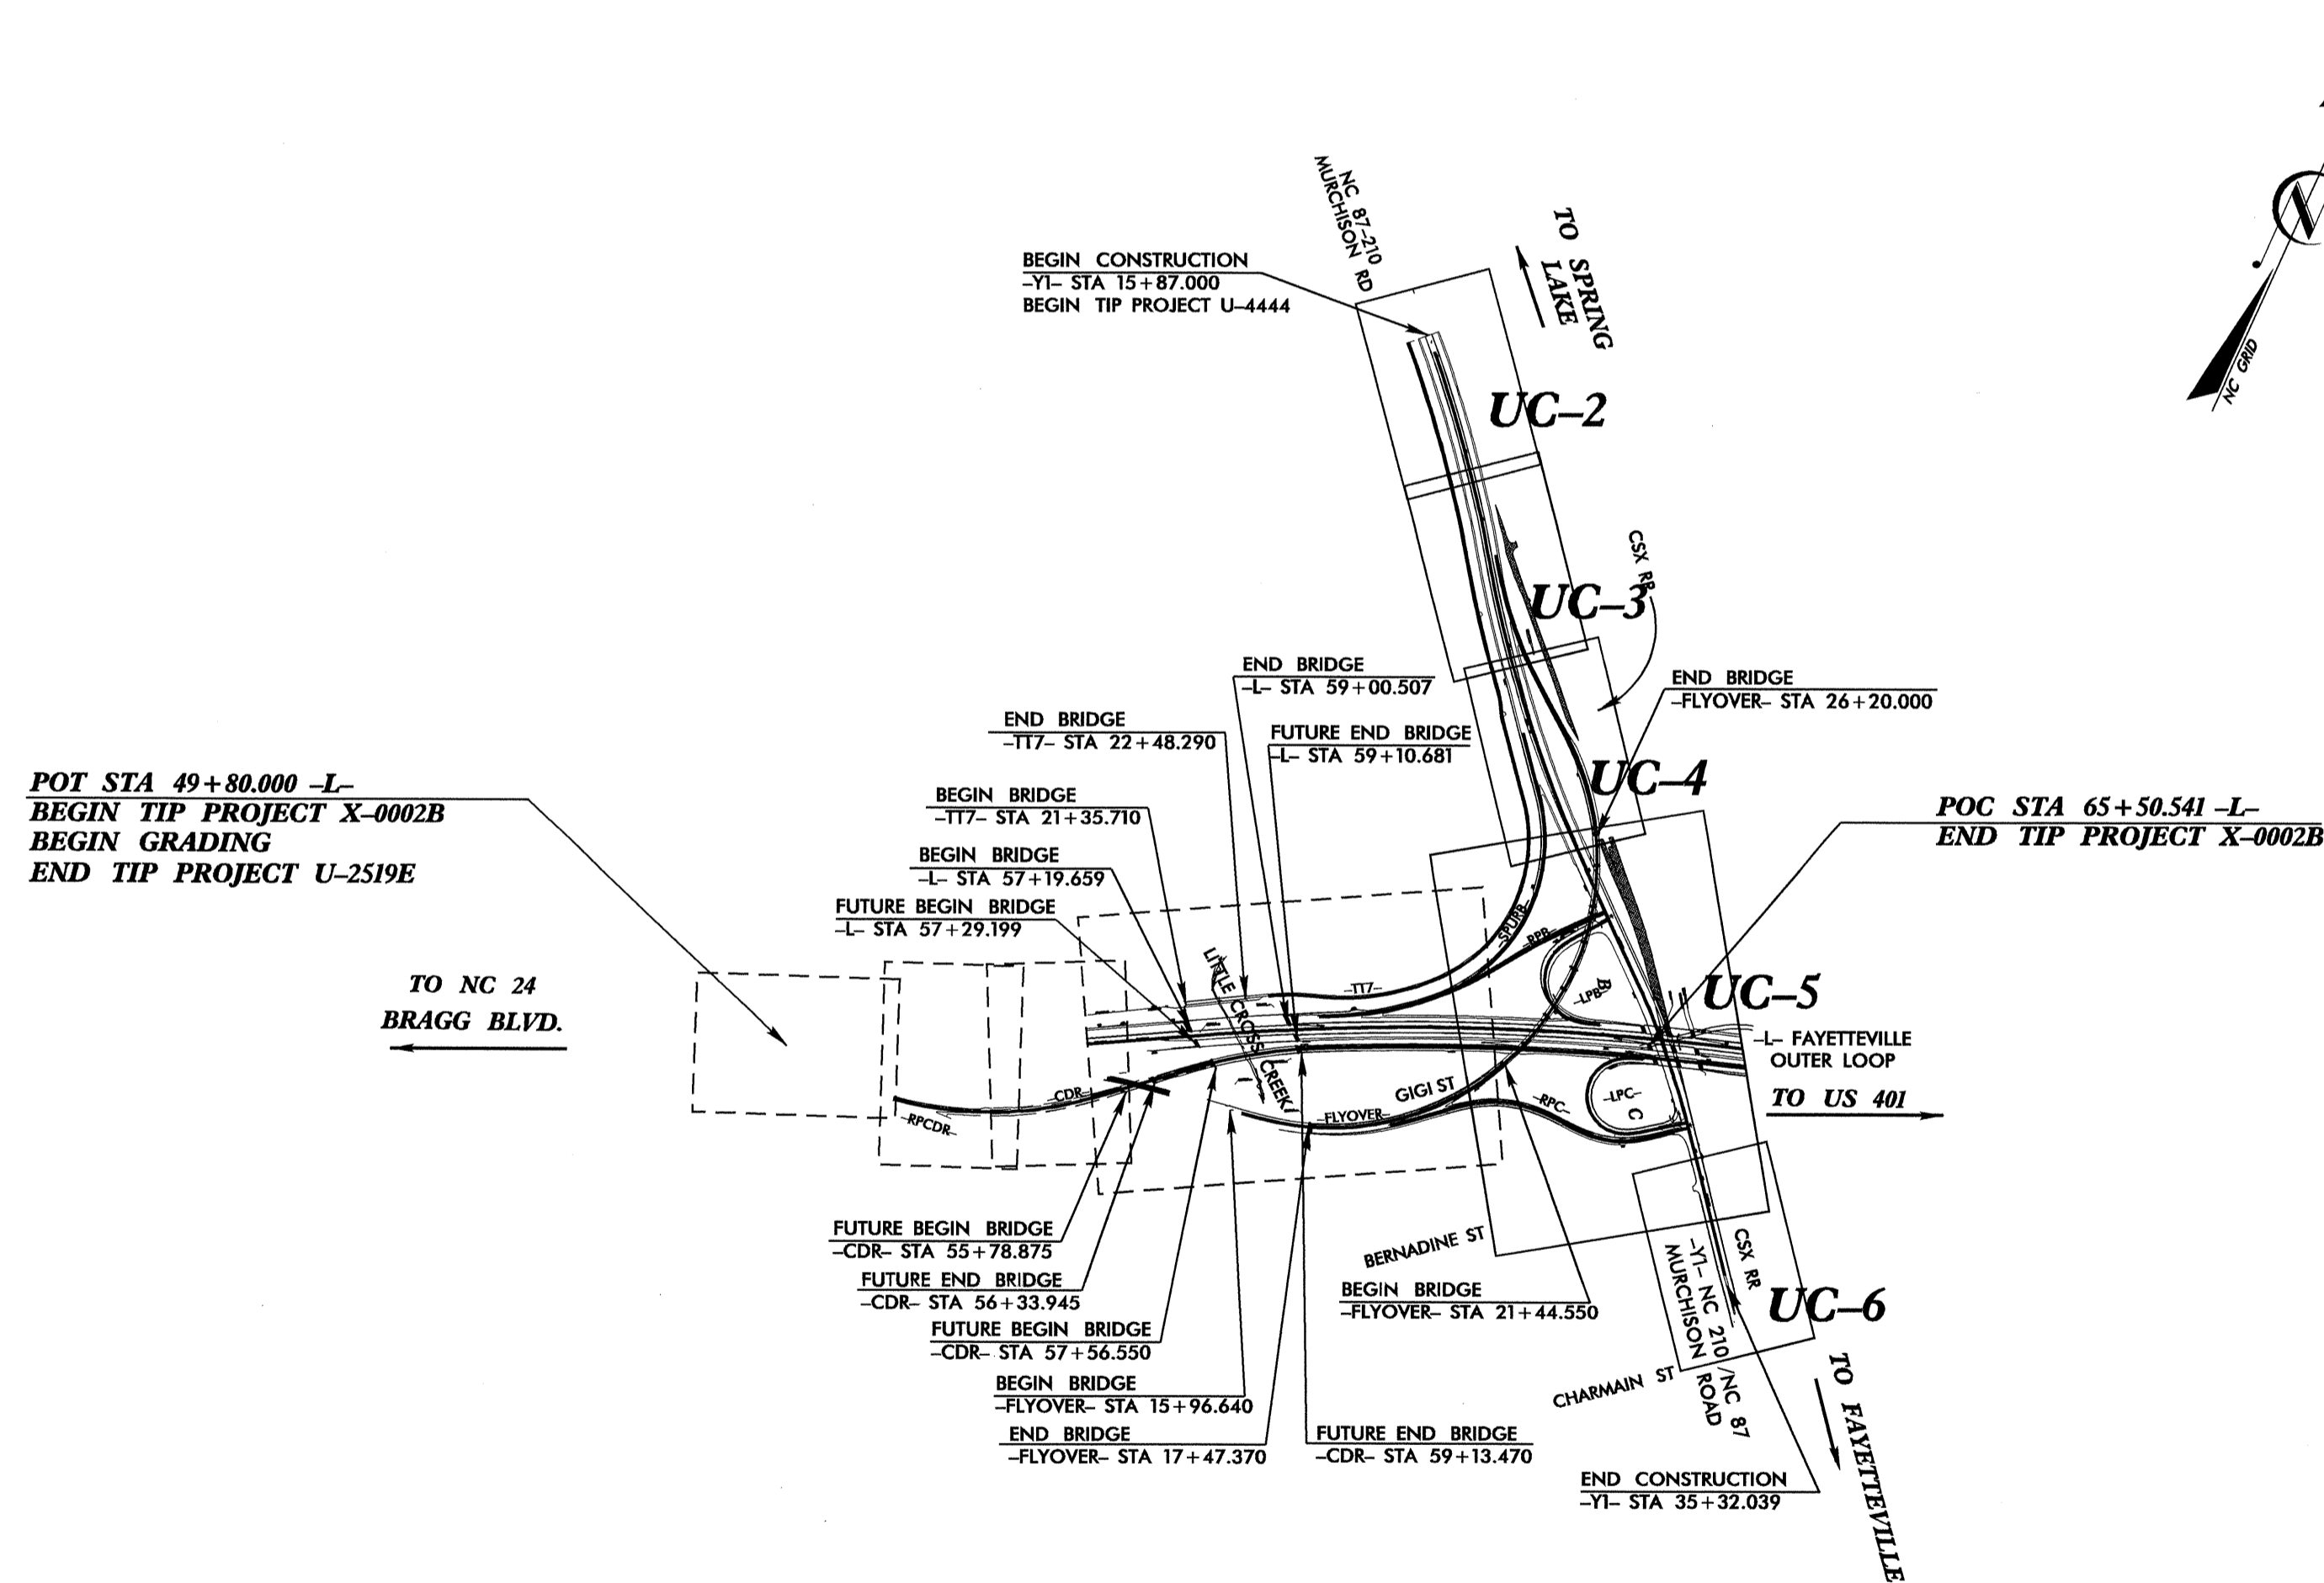 NC 87-210
MURCHISON RD
TO SPRING
LAKE
BEGIN CONSTRUCTION
-Y1- STA 15+87.000
BEGIN TIP PROJECT U-4444
N
NC GRID
UC-2
CSX RR
UC-3
END BRIDGE
-L- STA 59+00.507
END BRIDGE
-FLYOVER- STA 26+20.000
END BRIDGE
-TT7- STA 22+48.290
FUTURE END BRIDGE
-L- STA 59+10.681
UC-4
POT STA 49+80.000 -L-
BEGIN TIP PROJECT X-0002B
BEGIN GRADING
END TIP PROJECT U-2519E
BEGIN BRIDGE
-TT7- STA 21+35.710
POC STA 65+50.541 -L-
END TIP PROJECT X-0002B
BEGIN BRIDGE
-L- STA 57+19.659
FUTURE BEGIN BRIDGE
-L- STA 57+29.199
-SPURB-
-RPB-
LITTLE CROSS CREEK
TO NC 24
BRAGG BLVD.
-TT7-
-LPB-
B
UC-5
-L- FAYETTEVILLE
OUTER LOOP
TO US 401
-CDR-
-RPCDR-
GIGI ST
-FLYOVER-
-RPC-
-LPC-
C
FUTURE BEGIN BRIDGE
-CDR- STA 55+78.875
FUTURE END BRIDGE
-CDR- STA 56+33.945
FUTURE BEGIN BRIDGE
-CDR- STA 57+56.550
BEGIN BRIDGE
-FLYOVER- STA 15+96.640
END BRIDGE
-FLYOVER- STA 17+47.370
FUTURE END BRIDGE
-CDR- STA 59+13.470
BERNADINE ST
BEGIN BRIDGE
-FLYOVER- STA 21+44.550
CSX RR
-Y1- NC 210 /NC 87
MURCHISON ROAD
UC-6
CHARMAIN ST
TO FAYETTEVILLE
END CONSTRUCTION
-Y1- STA 35+32.039